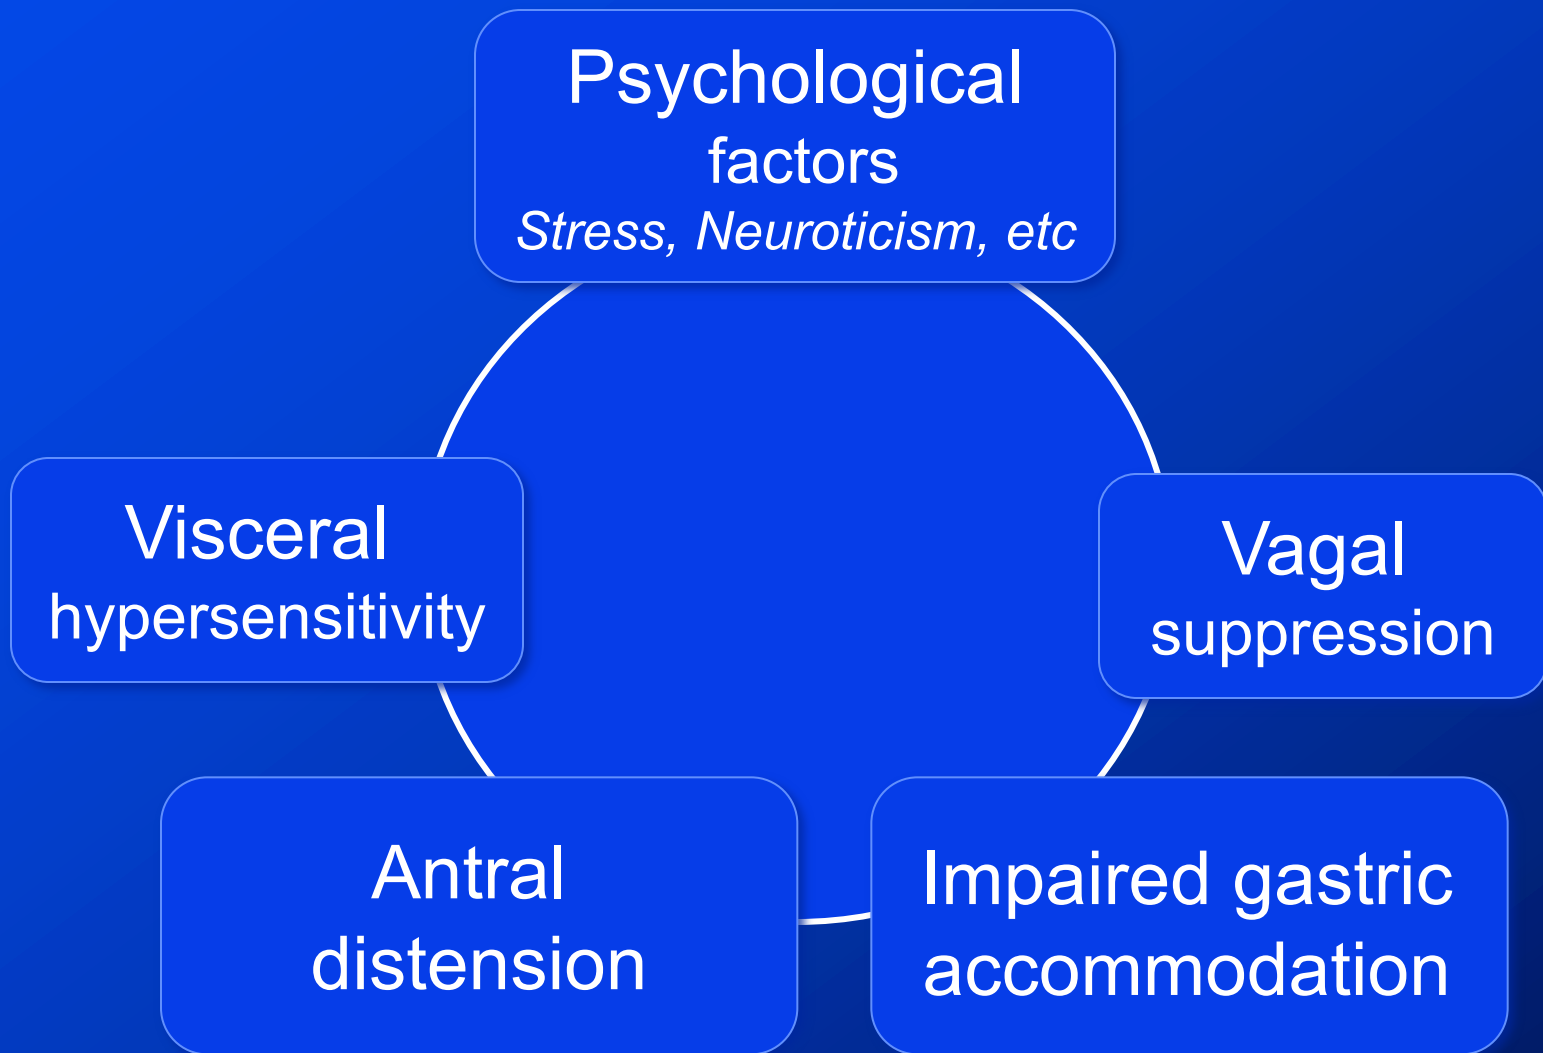 Psychological
factors
Stress, Neuroticism, etc
Visceral
hypersensitivity
Vagal
suppression
Antral
distension
Impaired gastric
accommodation